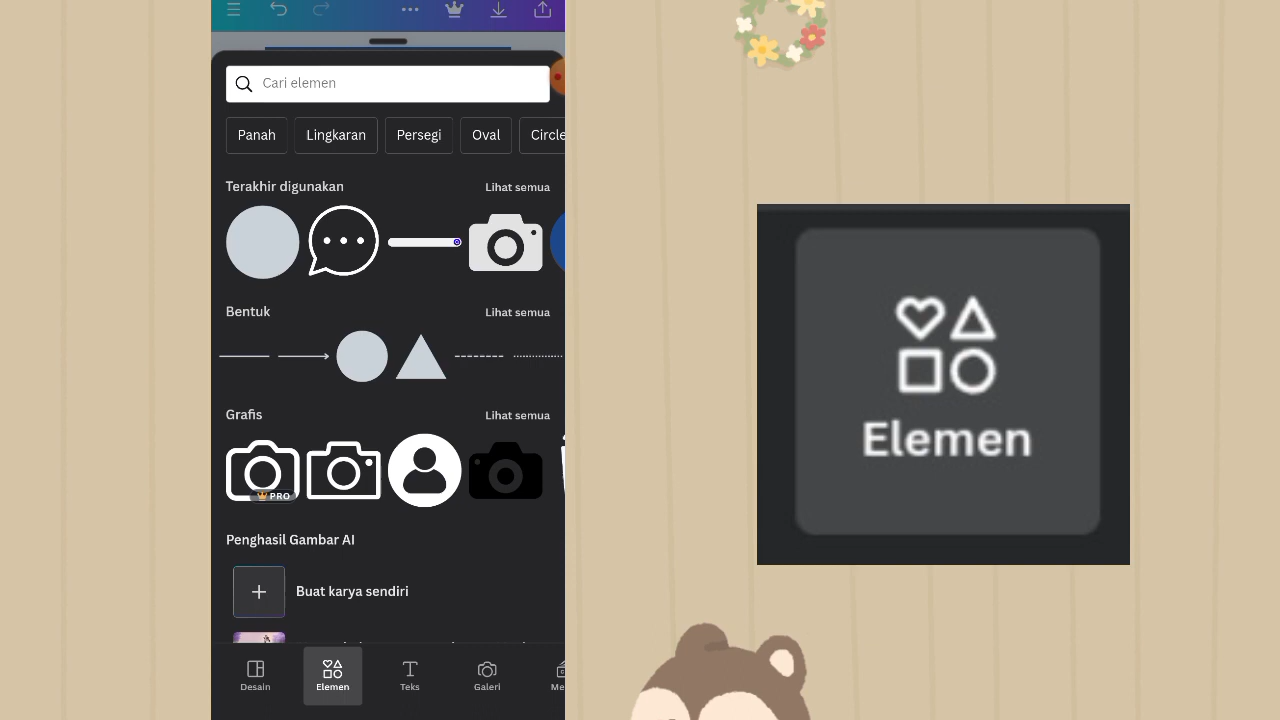 Cari elemen
Panah
Lingkaran
Persegi
Oval
Circle
Terakhir digunakan
Lihat semua
Bentuk
Lihat semua
Grafis
Lihat semua
PRO
Penghasil Gambar AI
Buat karya sendiri
Desain
Elemen
Teks
Galeri
Elemen